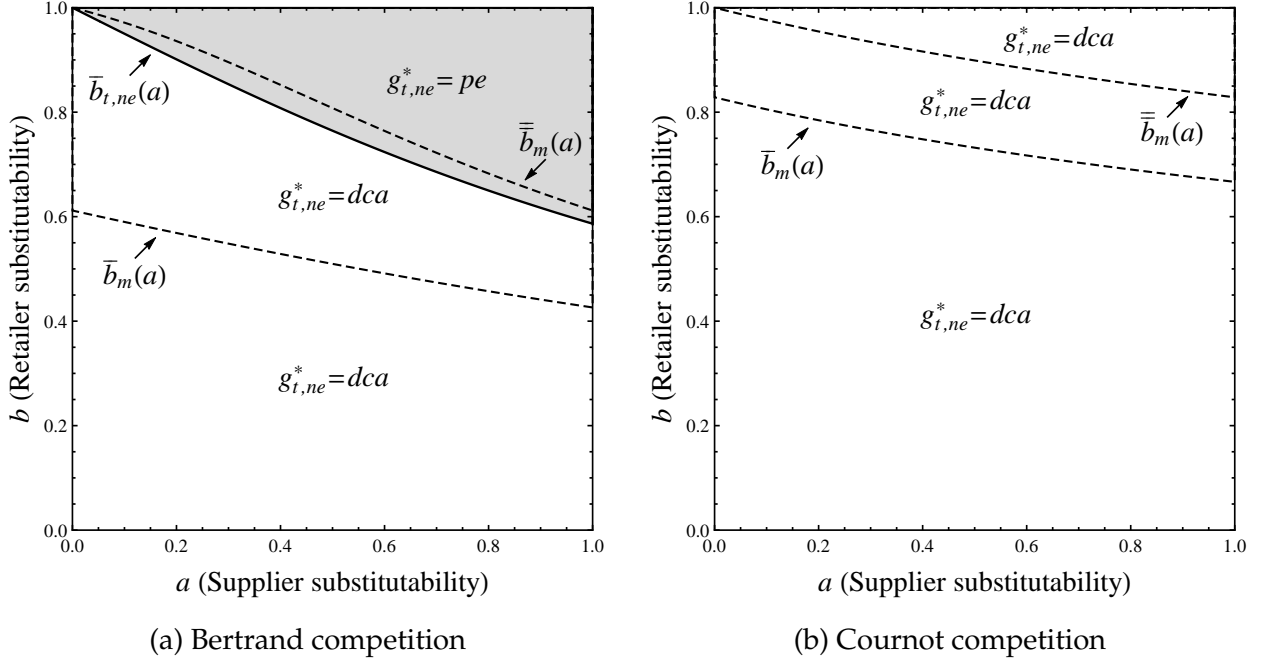 1.0
0.8
0.6
0.4
0.2
0.0
b (Retailer substitutability)
g*t,ne = pe
b̅t,ne(a)
b̿m(a)
g*t,ne = dca
b̅m(a)
g*t,ne = dca
0.0 0.2 0.4 0.6 0.8 1.0
a (Supplier substitutability)
(a) Bertrand competition
1.0
0.8
0.6
0.4
0.2
0.0
b (Retailer substitutability)
g*t,ne = dca
g*t,ne = dca
b̿m(a)
b̅m(a)
g*t,ne = dca
0.0 0.2 0.4 0.6 0.8 1.0
a (Supplier substitutability)
(b) Cournot competition